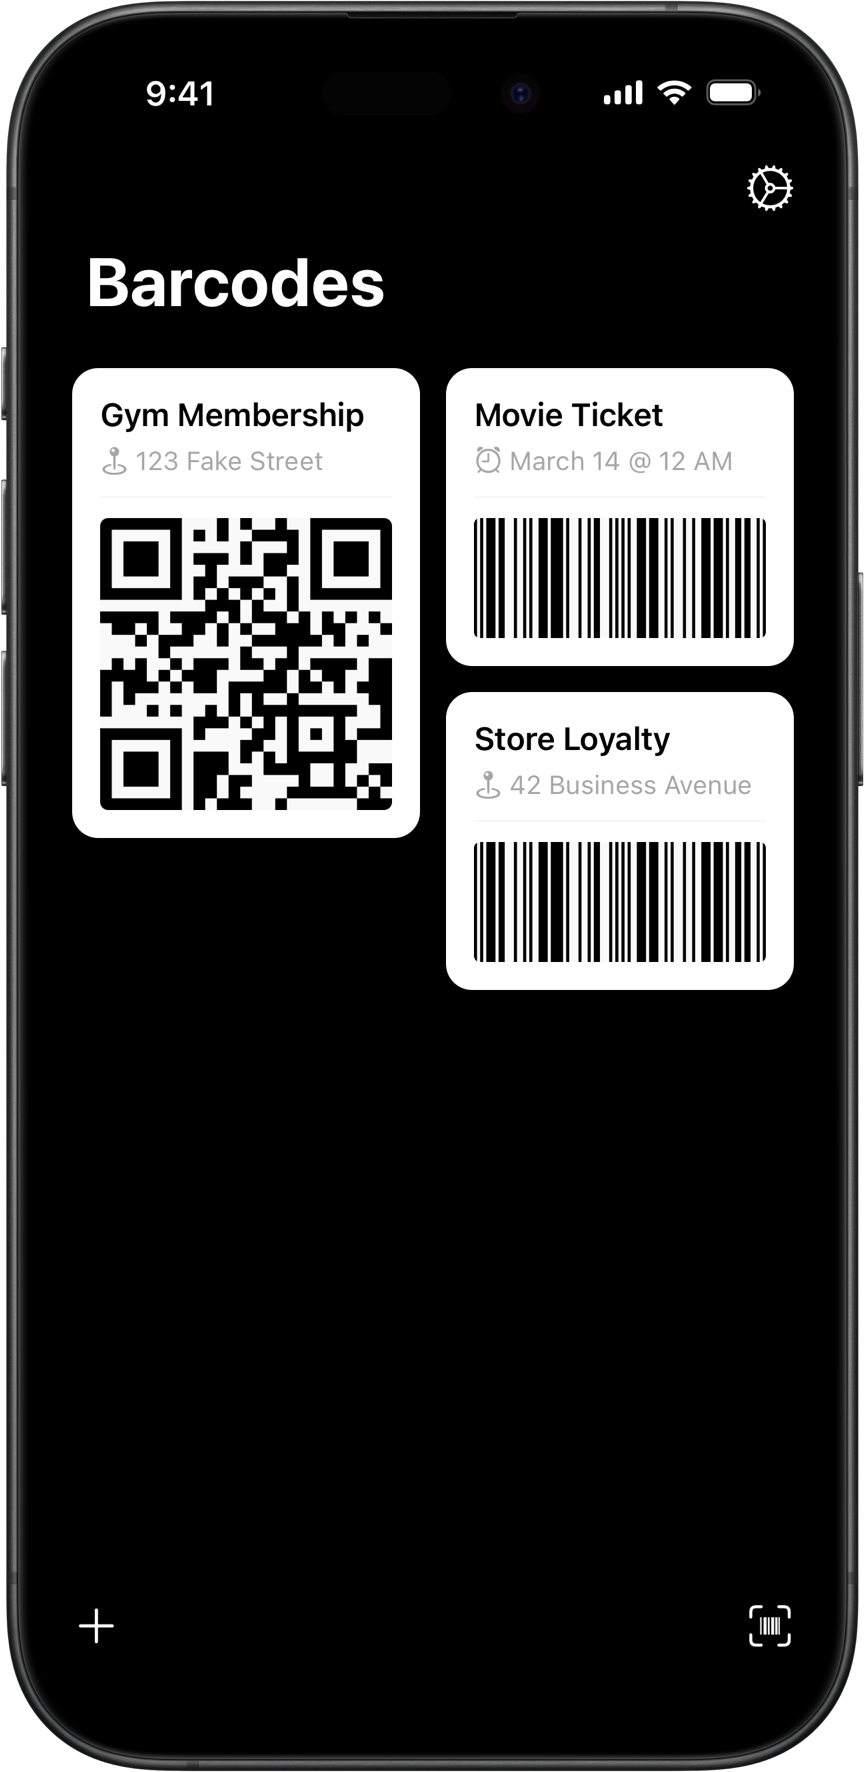 9:41
Barcodes
Gym Membership
123 Fake Street
Movie Ticket
March 14 @ 12 AM
Store Loyalty
42 Business Avenue